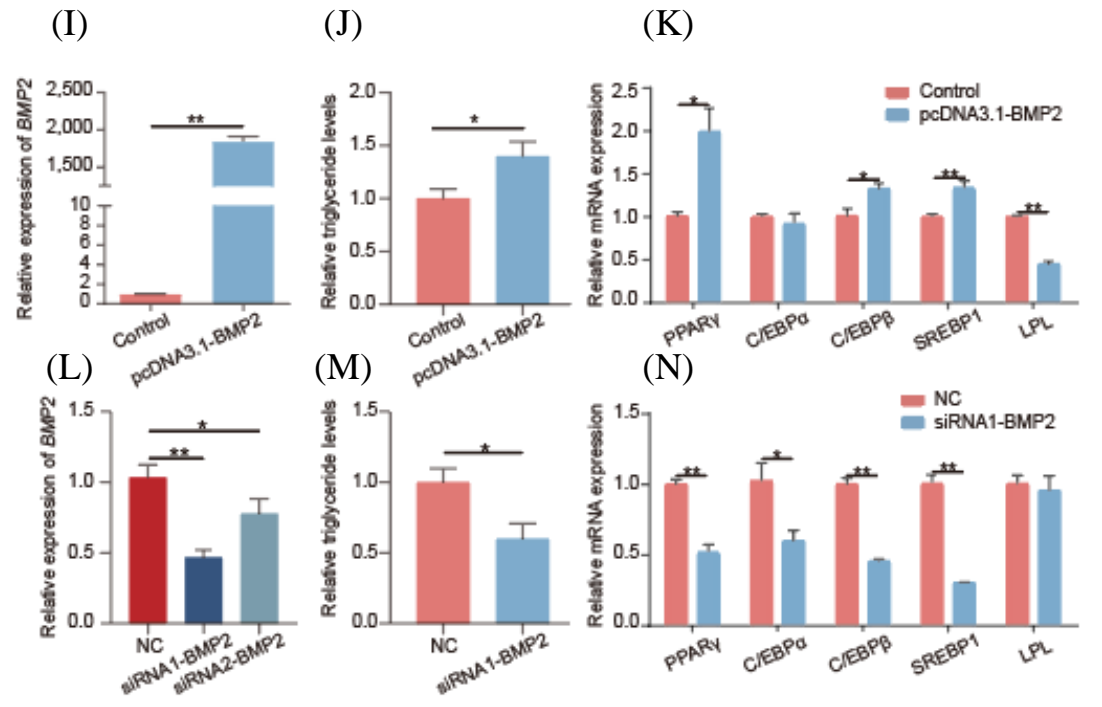 (I)
Relative expression of BMP2
2,500
2,000
1,500
10
8
6
4
2
0
**
Control
pcDNA3.1-BMP2
(J)
Relative triglyceride levels
2.0
1.5
1.0
0.5
0.0
*
Control
pcDNA3.1-BMP2
(K)
Relative mRNA expression
2.5
2.0
1.5
1.0
0.5
0.0
Control
pcDNA3.1-BMP2
*
*
**
**
PPARγ
C/EBPα
C/EBPβ
SREBP1
LPL
(L)
Relative expression of BMP2
1.5
1.0
0.5
0.0
*
**
NC
siRNA1-BMP2
siRNA2-BMP2
(M)
Relative triglyceride levels
1.5
1.0
0.5
0.0
*
NC
siRNA1-BMP2
(N)
Relative mRNA expression
1.5
1.0
0.5
0.0
NC
siRNA1-BMP2
**
*
**
**
PPARγ
C/EBPα
C/EBPβ
SREBP1
LPL